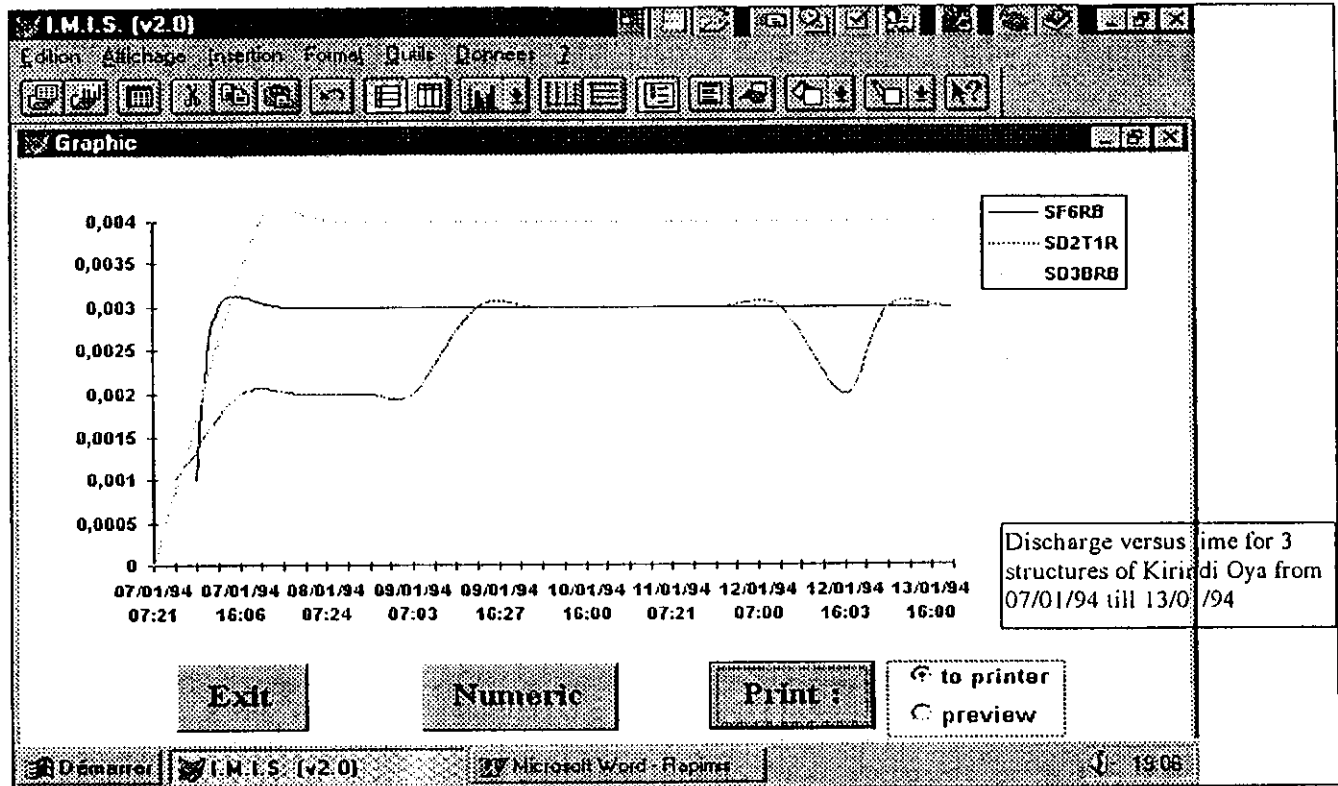 I.M.I.S. (v2.0)
Edition Affichage Insertion Format Outils Donnees ?
Graphic
0,004
0,0035
0,003
0,0025
0,002
0,0015
0,001
0,0005
0
SF6RB
SD2T1R
SD3BRB
07/01/94 07/01/94 08/01/94 09/01/94 09/01/94 10/01/94 11/01/94 12/01/94 12/01/94 13/01/94
07:21 16:06 07:24 07:03 16:27 16:00 07:21 07:00 16:03 16:00
Discharge versus time for 3
structures of Kirindi Oya from
07/01/94 till 13/01/94
Exit
Numeric
Print :
to printer
preview
Démarrer
I.M.I.S. (v2.0)
Microsoft Word - Rapimis
19:06